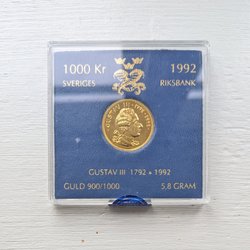 1000 Kr 1992
SVERIGES RIKSBANK
GUSTAV III 1792 • 1992
GULD 900/1000 5,8 GRAM